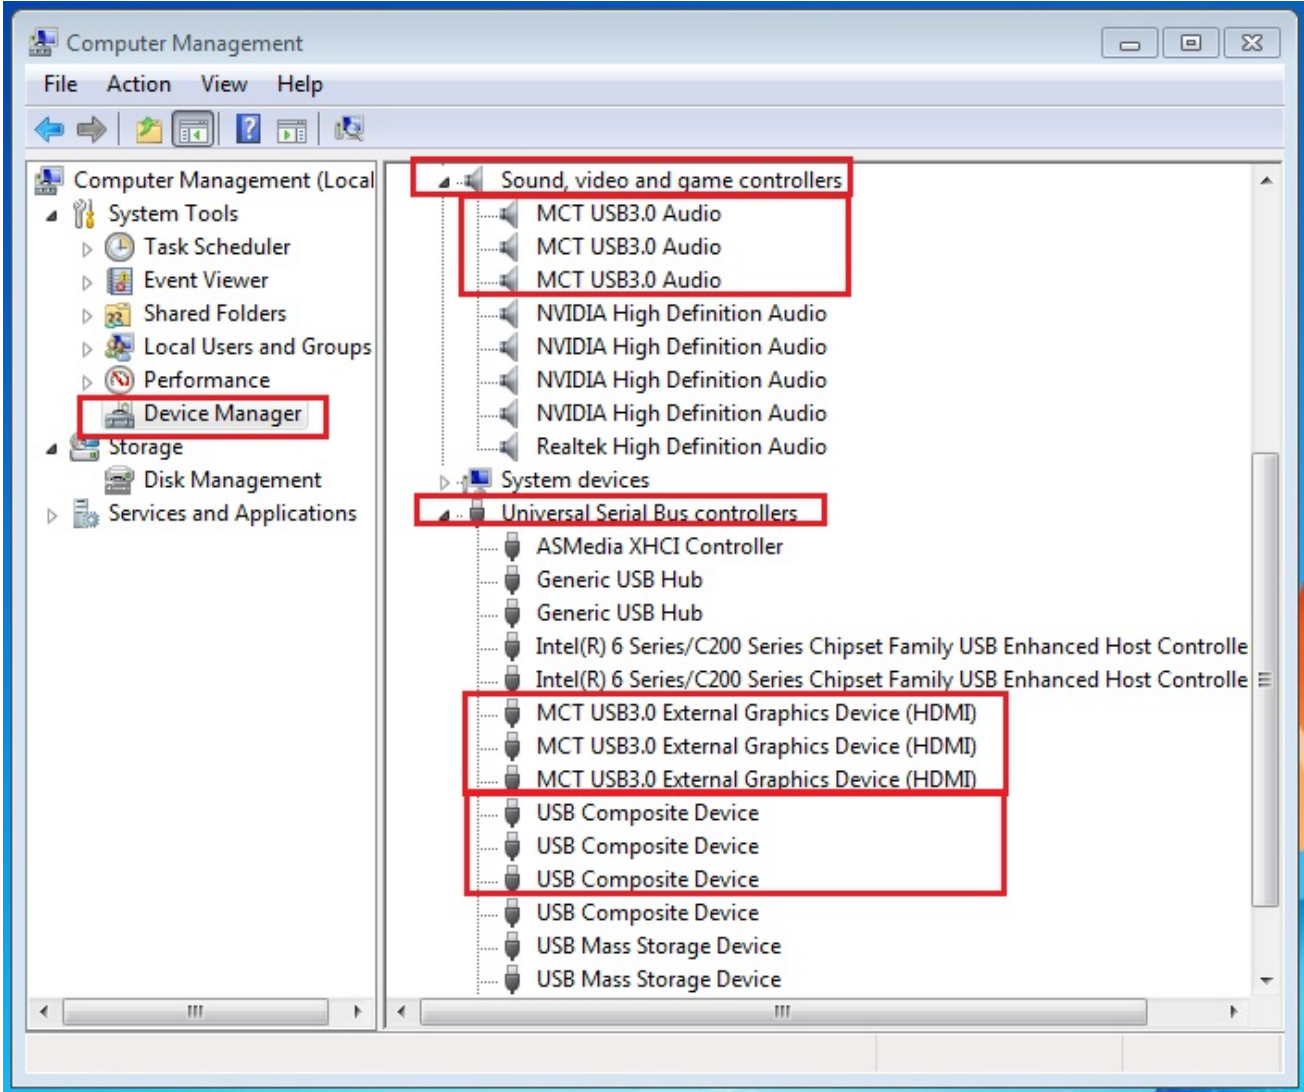 Computer Management
File Action View Help
Computer Management (Local
System Tools
Task Scheduler
Event Viewer
Shared Folders
Local Users and Groups
Performance
Device Manager
Storage
Disk Management
Services and Applications
Sound, video and game controllers
MCT USB3.0 Audio
MCT USB3.0 Audio
MCT USB3.0 Audio
NVIDIA High Definition Audio
NVIDIA High Definition Audio
NVIDIA High Definition Audio
NVIDIA High Definition Audio
Realtek High Definition Audio
System devices
Universal Serial Bus controllers
ASMedia XHCI Controller
Generic USB Hub
Generic USB Hub
Intel(R) 6 Series/C200 Series Chipset Family USB Enhanced Host Controlle
Intel(R) 6 Series/C200 Series Chipset Family USB Enhanced Host Controlle
MCT USB3.0 External Graphics Device (HDMI)
MCT USB3.0 External Graphics Device (HDMI)
MCT USB3.0 External Graphics Device (HDMI)
USB Composite Device
USB Composite Device
USB Composite Device
USB Composite Device
USB Mass Storage Device
USB Mass Storage Device